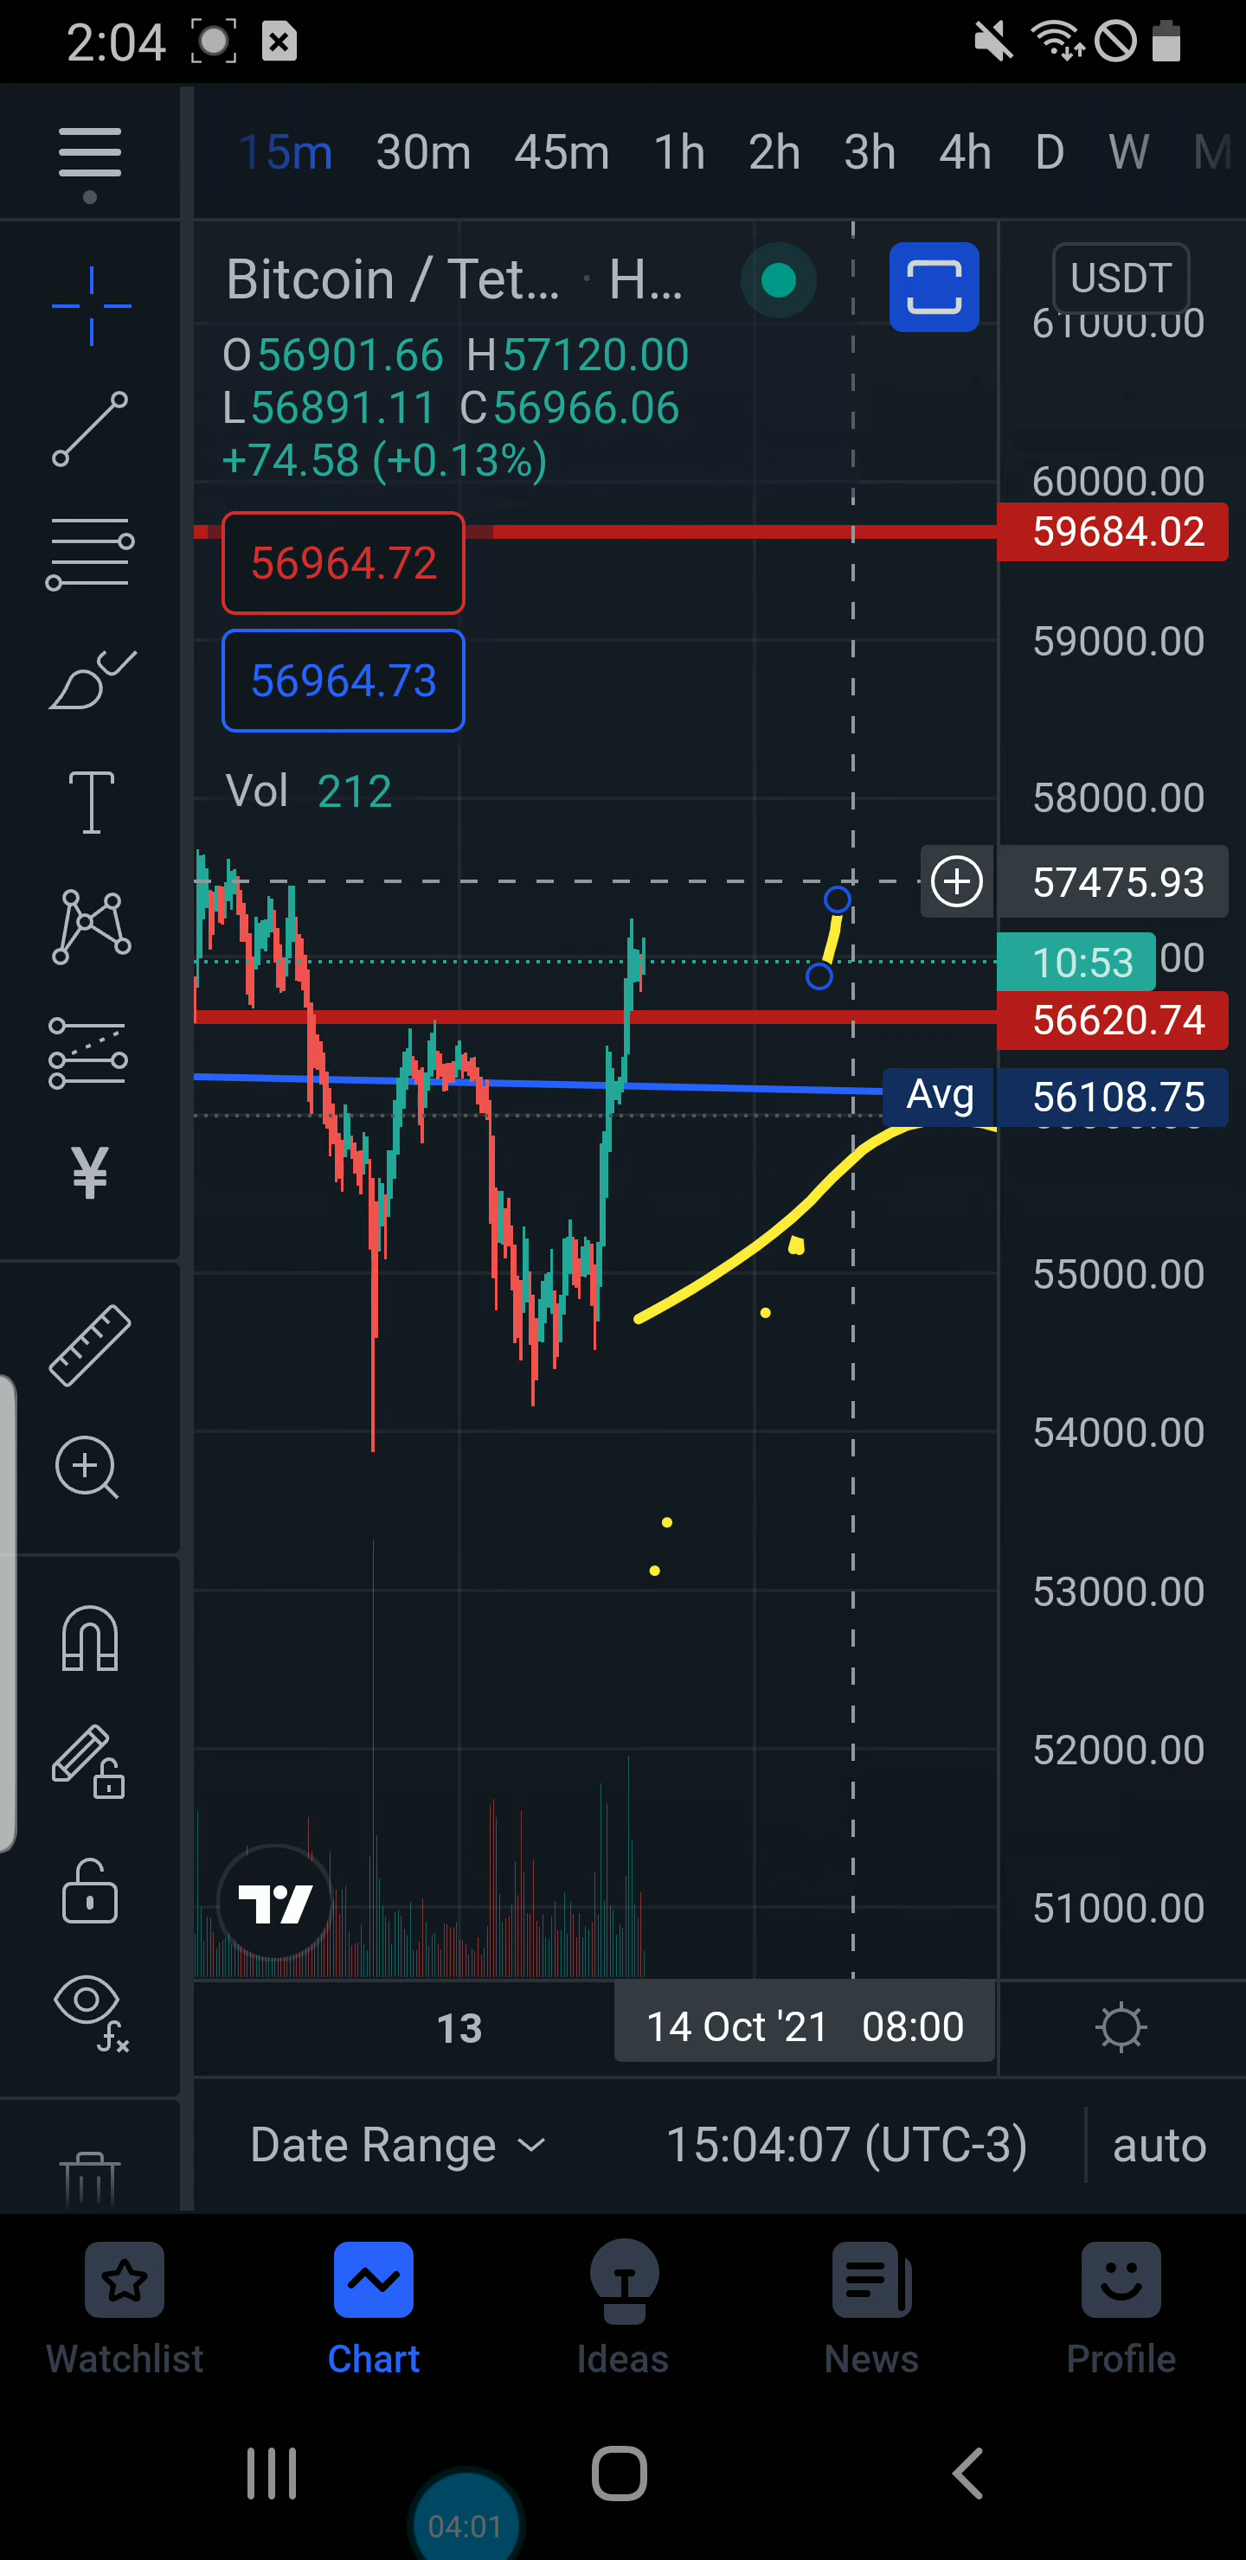 2:04
15m 30m 45m 1h 2h 3h 4h D W M
Bitcoin / Tet... · H...
USDT
O56901.66 H57120.00
L56891.11 C56966.06
+74.58 (+0.13%)
61000.00
60000.00
59684.02
56964.72
59000.00
56964.73
Vol 212
58000.00
57475.93
10:53 00
56620.74
Avg 56108.75
¥
55000.00
54000.00
53000.00
52000.00
51000.00
13 14 Oct '21 08:00
Date Range 15:04:07 (UTC-3) auto
Watchlist Chart Ideas News Profile
04:01